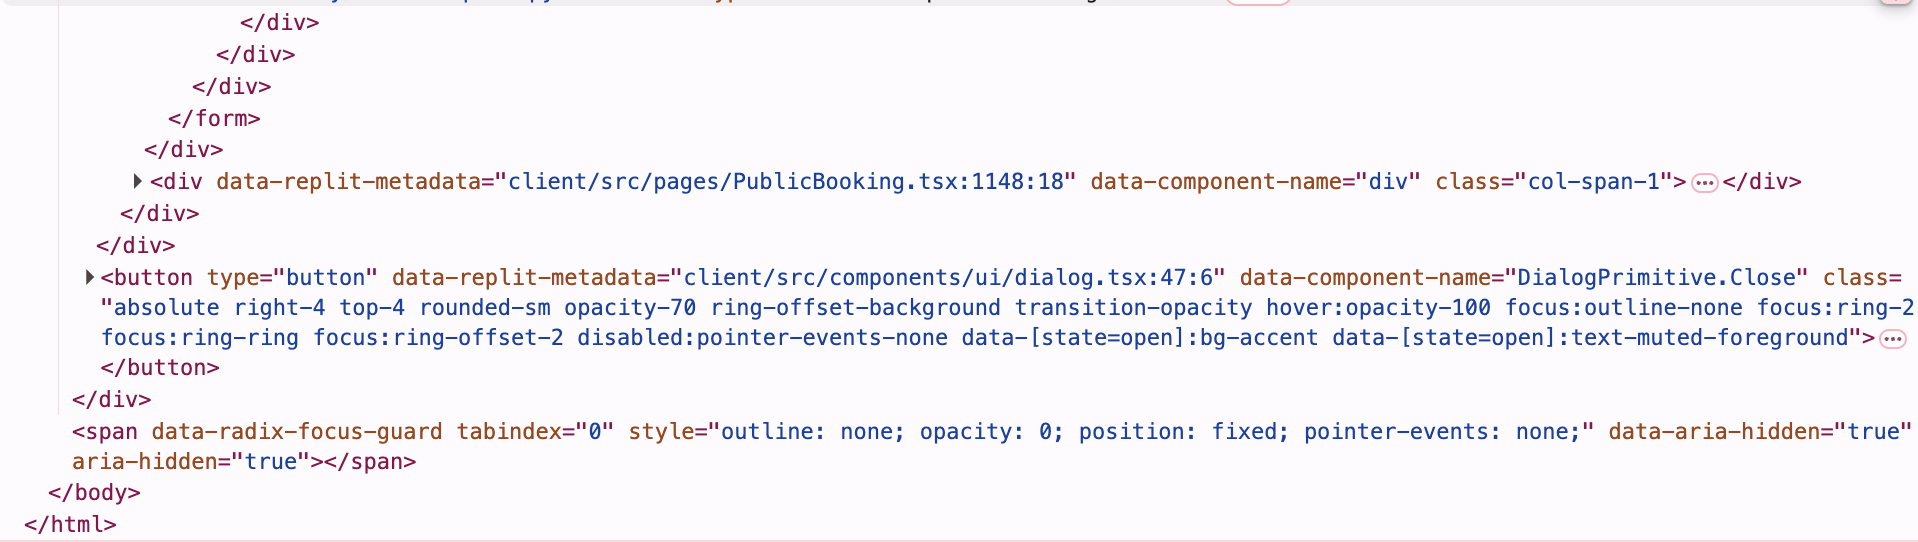 </div>
</div>
</div>
</form>
</div>
<div data-replit-metadata="client/src/pages/PublicBooking.tsx:1148:18" data-component-name="div" class="col-span-1">…</div>
</div>
</div>
<button type="button" data-replit-metadata="client/src/components/ui/dialog.tsx:47:6" data-component-name="DialogPrimitive.Close" class=
"absolute right-4 top-4 rounded-sm opacity-70 ring-offset-background transition-opacity hover:opacity-100 focus:outline-none focus:ring-2
focus:ring-ring focus:ring-offset-2 disabled:pointer-events-none data-[state=open]:bg-accent data-[state=open]:text-muted-foreground">…
</button>
</div>
<span data-radix-focus-guard tabindex="0" style="outline: none; opacity: 0; position: fixed; pointer-events: none;" data-aria-hidden="true"
aria-hidden="true"></span>
</body>
</html>